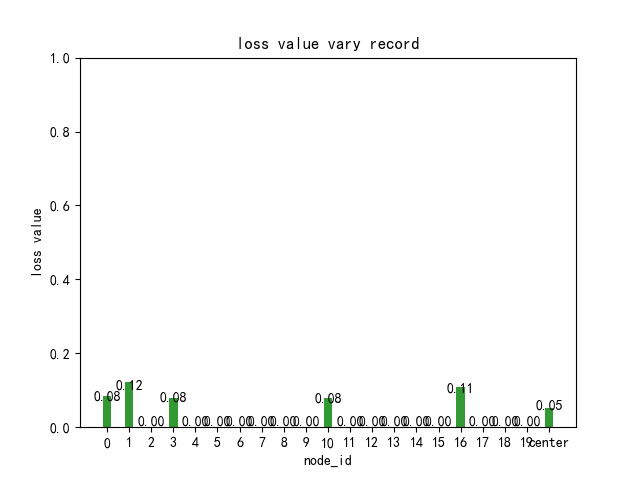 loss value vary record
1.0
0.8
0.6
0.4
0.2
0.0
loss value
0.08 0.12 0.00 0.08 0.00 0.00 0.00 0.00 0.00 0.00 0.08 0.00 0.00 0.00 0.00 0.00 0.11 0.00 0.00 0.00 0.05
0 1 2 3 4 5 6 7 8 9 10 11 12 13 14 15 16 17 18 19 center
node_id